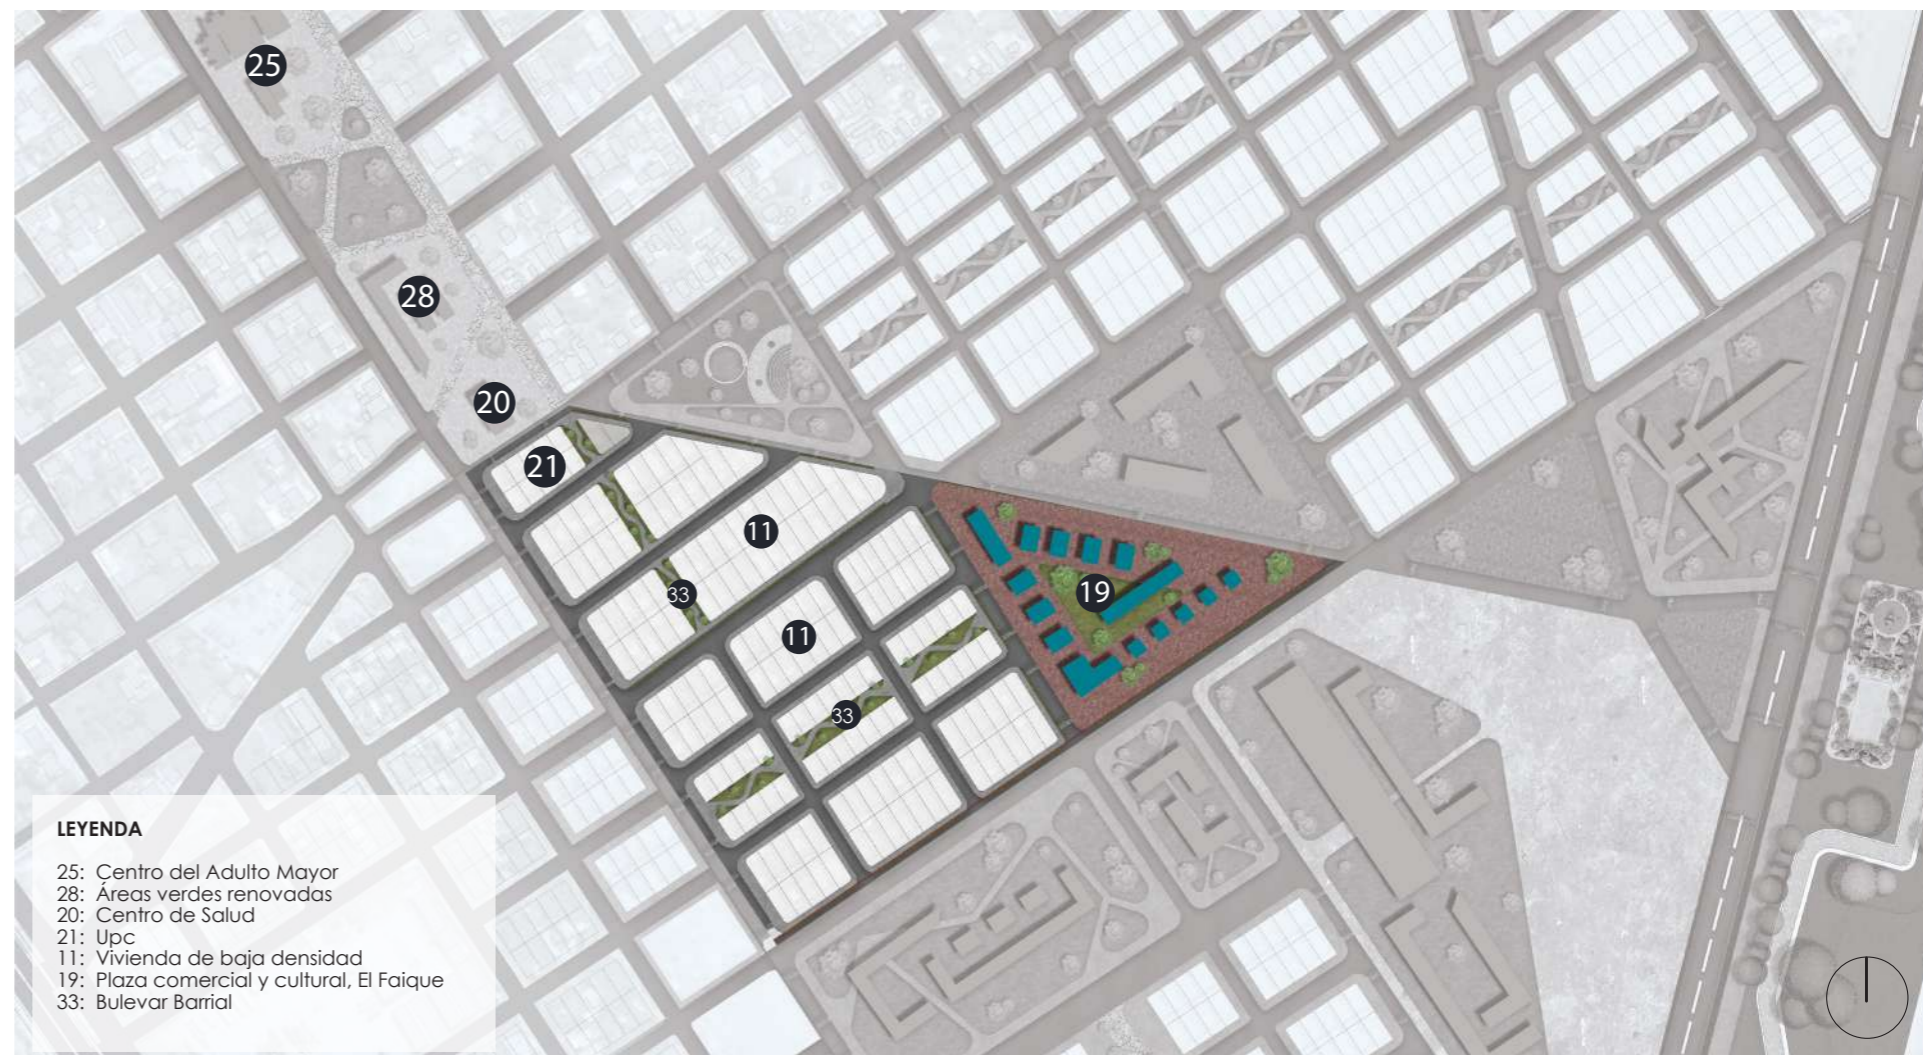 25
28
20
21
11
33
19
11
33
LEYENDA
25: Centro del Adulto Mayor
28: Áreas verdes renovadas
20: Centro de Salud
21: Upc
11: Vivienda de baja densidad
19: Plaza comercial y cultural, El Faique
33: Bulevar Barrial